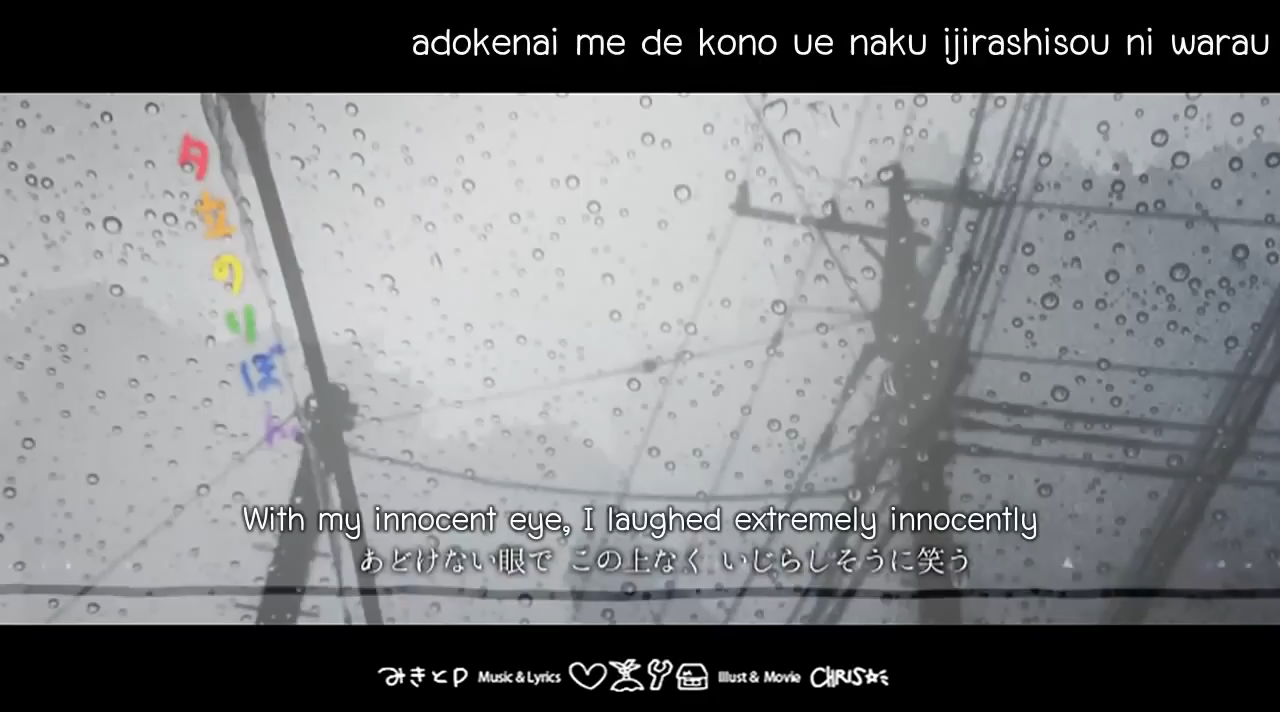 adokenai me de kono ue naku ijirashisou ni warau
夕立のりぼん
With my innocent eye, I laughed extremely innocently
あどけない眼で この上なく いじらしそうに笑う
みきとP Music & Lyrics Illust & Movie CHRIS